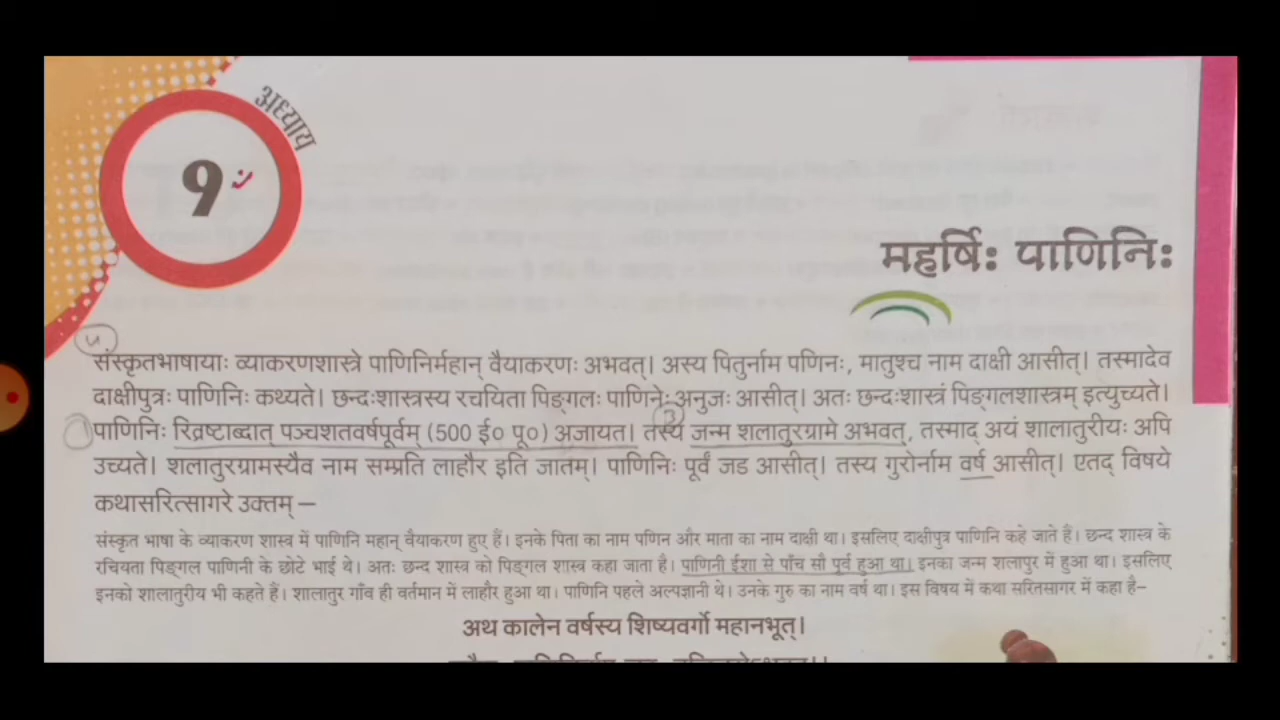 अध्याय
9
महर्षिः पाणिनिः
संस्कृतभाषायाः व्याकरणशास्त्रे पाणिनिर्महान् वैयाकरणः अभवत्। अस्य पितुर्नाम पणिनः, मातुश्च नाम दाक्षी आसीत्। तस्मादेव
दाक्षीपुत्रः पाणिनिः कथ्यते। छन्दःशास्त्रस्य रचयिता पिङ्गलः पाणिनेः अनुजः आसीत्। अतः छन्दःशास्त्रं पिङ्गलशास्त्रम् इत्युच्यते।
पाणिनिः रिव्रष्टाब्दात् पञ्चशतवर्षपूर्वम् (500 ई० पू०) अजायत। तस्य जन्म शलातुरग्रामे अभवत्, तस्माद् अयं शालातुरीयः अपि
उच्यते। शलातुरग्रामस्यैव नाम सम्प्रति लाहौर इति जातम्। पाणिनिः पूर्वं जड आसीत्। तस्य गुरोर्नाम वर्ष आसीत्। एतद् विषये
कथासरित्सागरे उक्तम् –
संस्कृत भाषा के व्याकरण शास्त्र में पाणिनि महान् वैयाकरण हुए हैं। इनके पिता का नाम पणिन और माता का नाम दाक्षी था। इसलिए दाक्षीपुत्र पाणिनि कहे जाते हैं। छन्द शास्त्र के
रचियता पिङ्गल पाणिनी के छोटे भाई थे। अतः छन्द शास्त्र को पिङ्गल शास्त्र कहा जाता है। पाणिनी ईशा से पाँच सौ पूर्व हुआ था। इनका जन्म शलापुर में हुआ था। इसलिए
इनको शालातुरीय भी कहते हैं। शालातुर गाँव ही वर्तमान में लाहौर हुआ था। पाणिनि पहले अल्पज्ञानी थे। उनके गुरु का नाम वर्ष था। इस विषय में कथा सरितसागर में कहा है–
अथ कालेन वर्षस्य शिष्यवर्गो महानभूत्।